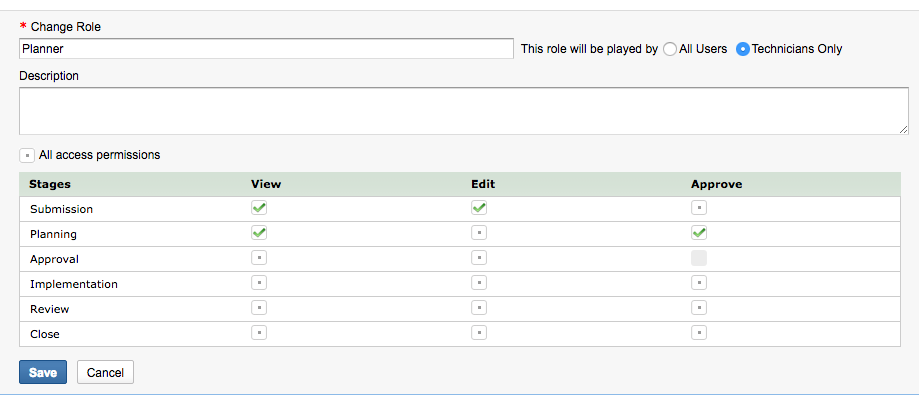 * Change Role
Planner This role will be played by All Users Technicians Only
Description
All access permissions
Stages View Edit Approve
Submission
Planning
Approval
Implementation
Review
Close
Save Cancel